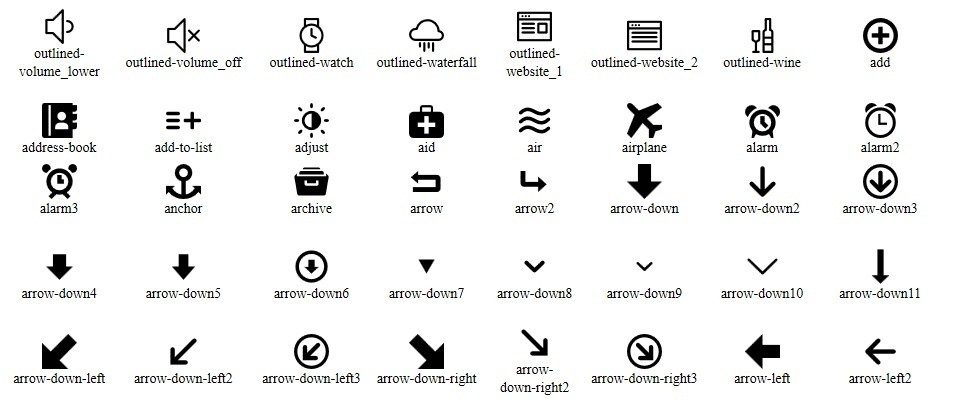 outlined-
volume_lower
outlined-volume_off
outlined-watch
outlined-waterfall
outlined-
website_1
outlined-website_2
outlined-wine
add
address-book
add-to-list
adjust
aid
air
airplane
alarm
alarm2
alarm3
anchor
archive
arrow
arrow2
arrow-down
arrow-down2
arrow-down3
arrow-down4
arrow-down5
arrow-down6
arrow-down7
arrow-down8
arrow-down9
arrow-down10
arrow-down11
arrow-down-left
arrow-down-left2
arrow-down-left3
arrow-down-right
arrow-
down-right2
arrow-down-right3
arrow-left
arrow-left2